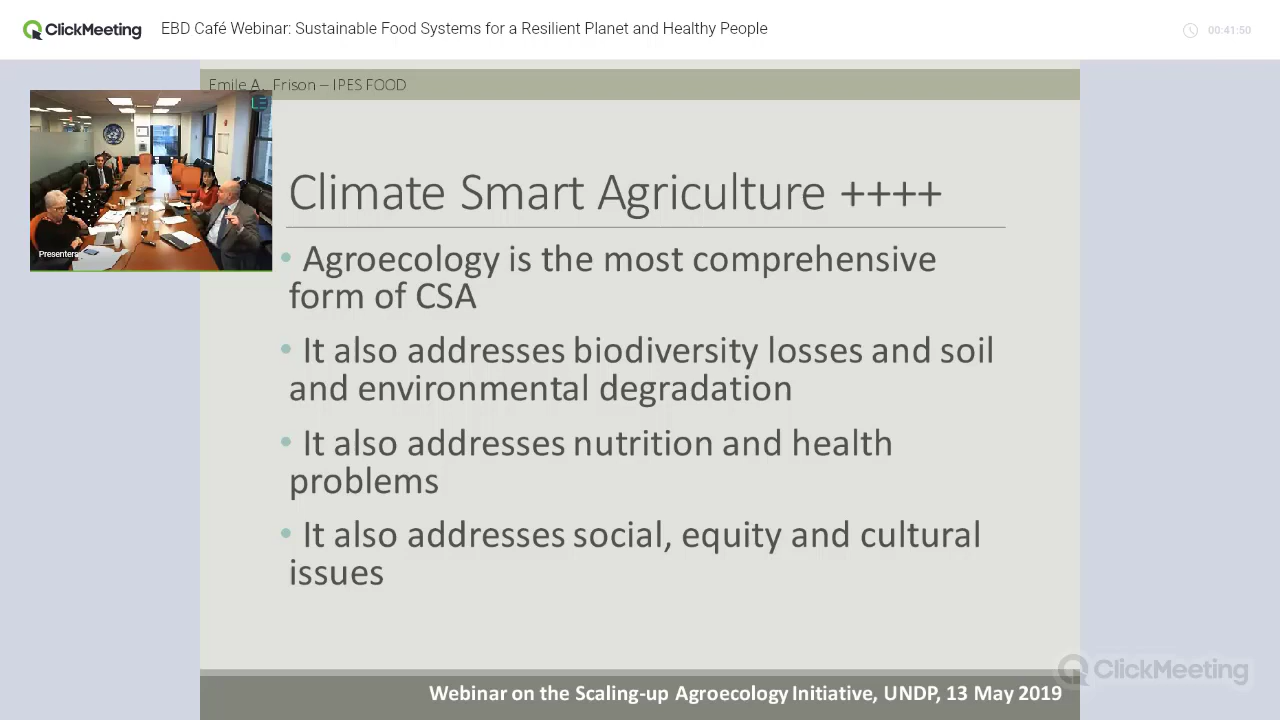 ClickMeeting
EBD Café Webinar: Sustainable Food Systems for a Resilient Planet and Healthy People
00:41:50
Emile A. Frison – IPES FOOD
Presenters
Climate Smart Agriculture ++++
• Agroecology is the most comprehensive
form of CSA
• It also addresses biodiversity losses and soil
and environmental degradation
• It also addresses nutrition and health
problems
• It also addresses social, equity and cultural
issues
ClickMeeting
Webinar on the Scaling-up Agroecology Initiative, UNDP, 13 May 2019